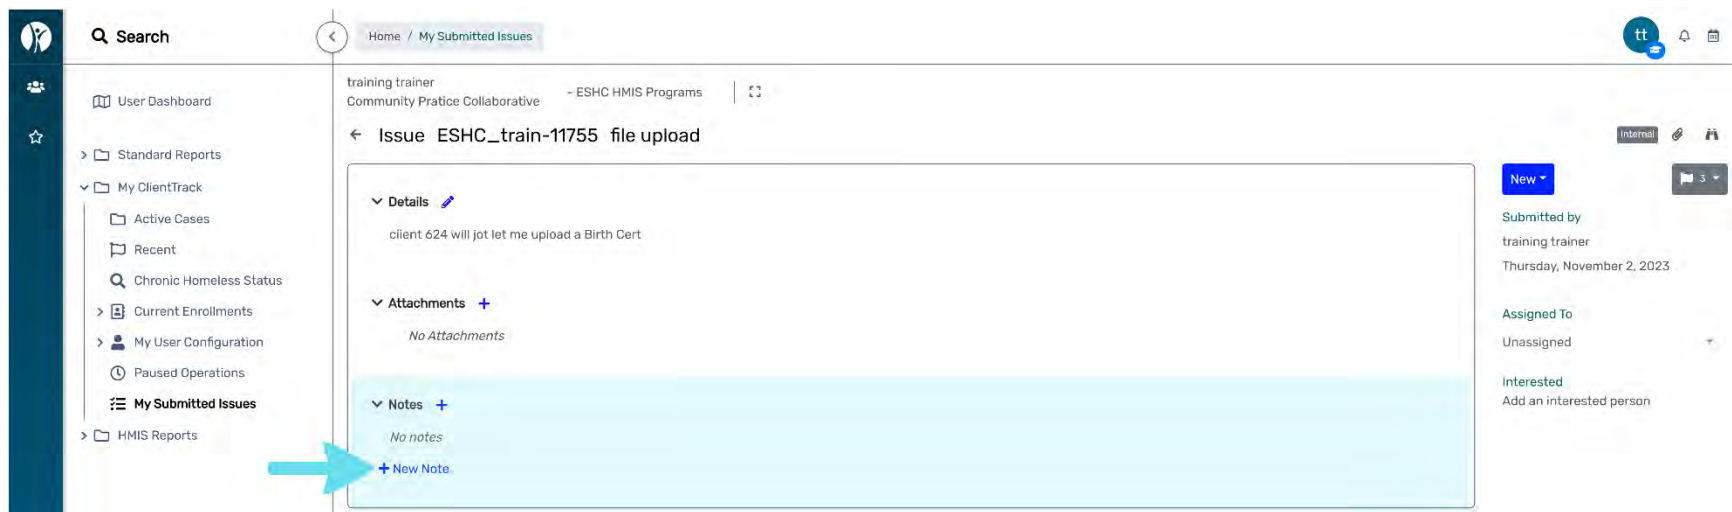 Search
User Dashboard
Standard Reports
My ClientTrack
Active Cases
Recent
Chronic Homeless Status
Current Enrollments
My User Configuration
Paused Operations
My Submitted Issues
HMIS Reports
Home / My Submitted Issues
tt
training trainer
Community Pratice Collaborative
- ESHC HMIS Programs
Issue ESHC_train-11755 file upload
Internal
Details
client 624 will jot let me upload a Birth Cert
Attachments +
No Attachments
Notes +
No notes
+ New Note
New
3
Submitted by
training trainer
Thursday, November 2, 2023
Assigned To
Unassigned
Interested
Add an interested person